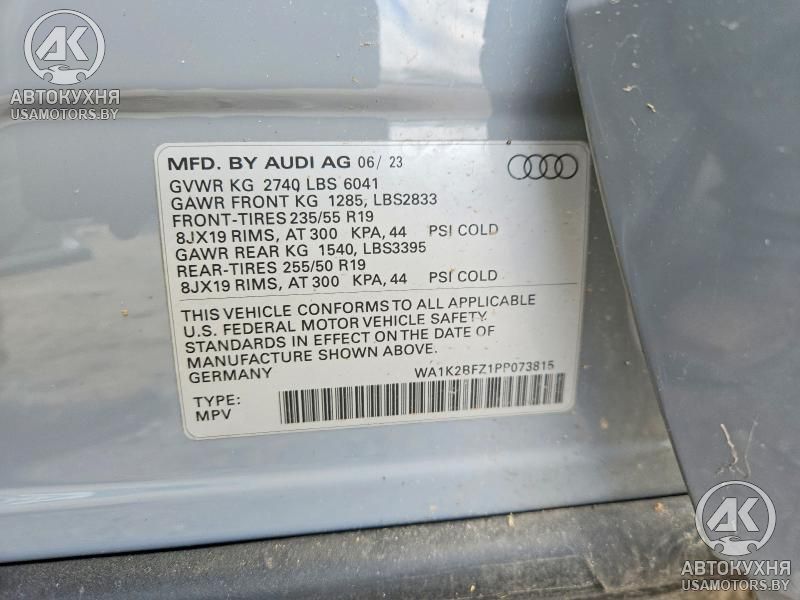 AK
АВТОКУХНЯ
USAMOTORS.BY
MFD. BY AUDI AG 06/ 23
GVWR KG 2740 LBS 6041
GAWR FRONT KG 1285, LBS2833
FRONT-TIRES 235/55 R19
8JX19 RIMS, AT 300 KPA, 44 PSI COLD
GAWR REAR KG 1540, LBS3395
REAR-TIRES 255/50 R19
8JX19 RIMS, AT 300 KPA, 44 PSI COLD
THIS VEHICLE CONFORMS TO ALL APPLICABLE
U.S. FEDERAL MOTOR VEHICLE SAFETY
STANDARDS IN EFFECT ON THE DATE OF
MANUFACTURE SHOWN ABOVE.
GERMANY WA1K2BFZ1PP073815
TYPE:
MPV
AK
АВТОКУХНЯ
USAMOTORS.BY